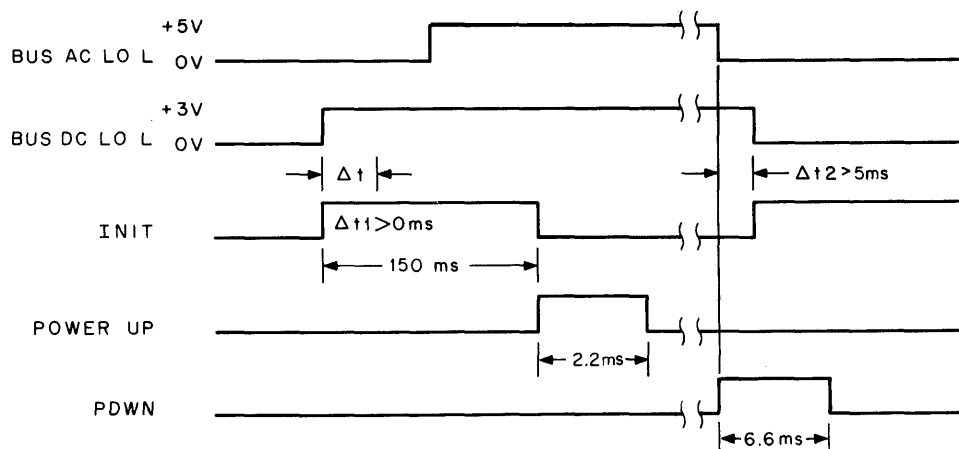 +5V
BUS AC LO L 0V
+3V
BUS DC LO L 0V
Δt
Δt2>5ms
INIT
Δt1>0ms
150 ms
POWER UP
2.2ms
PDWN
6.6ms